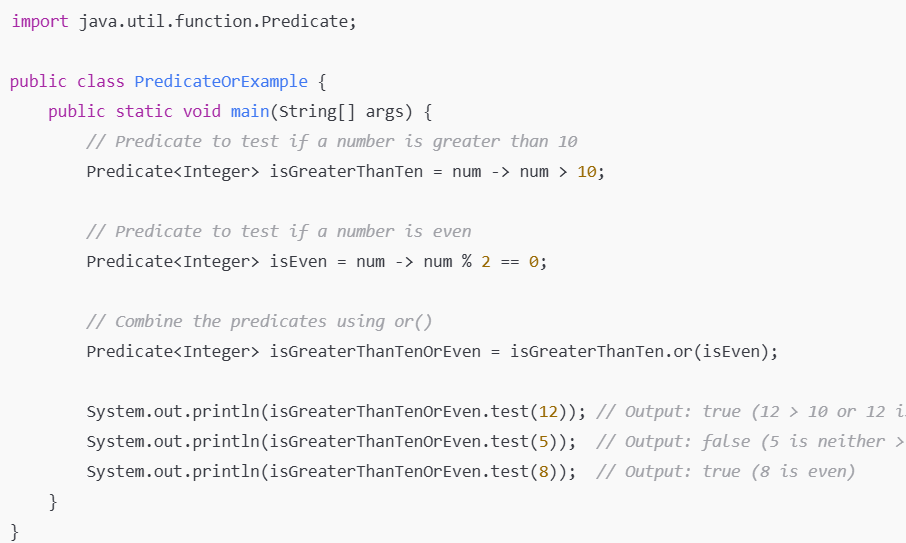 import java.util.function.Predicate;
public class PredicateOrExample {
    public static void main(String[] args) {
        // Predicate to test if a number is greater than 10
        Predicate<Integer> isGreaterThanTen = num -> num > 10;
        // Predicate to test if a number is even
        Predicate<Integer> isEven = num -> num % 2 == 0;
        // Combine the predicates using or()
        Predicate<Integer> isGreaterThanTenOrEven = isGreaterThanTen.or(isEven);
        System.out.println(isGreaterThanTenOrEven.test(12)); // Output: true (12 > 10 or 12
        System.out.println(isGreaterThanTenOrEven.test(5));  // Output: false (5 is neither >
        System.out.println(isGreaterThanTenOrEven.test(8));  // Output: true (8 is even)
    }
}